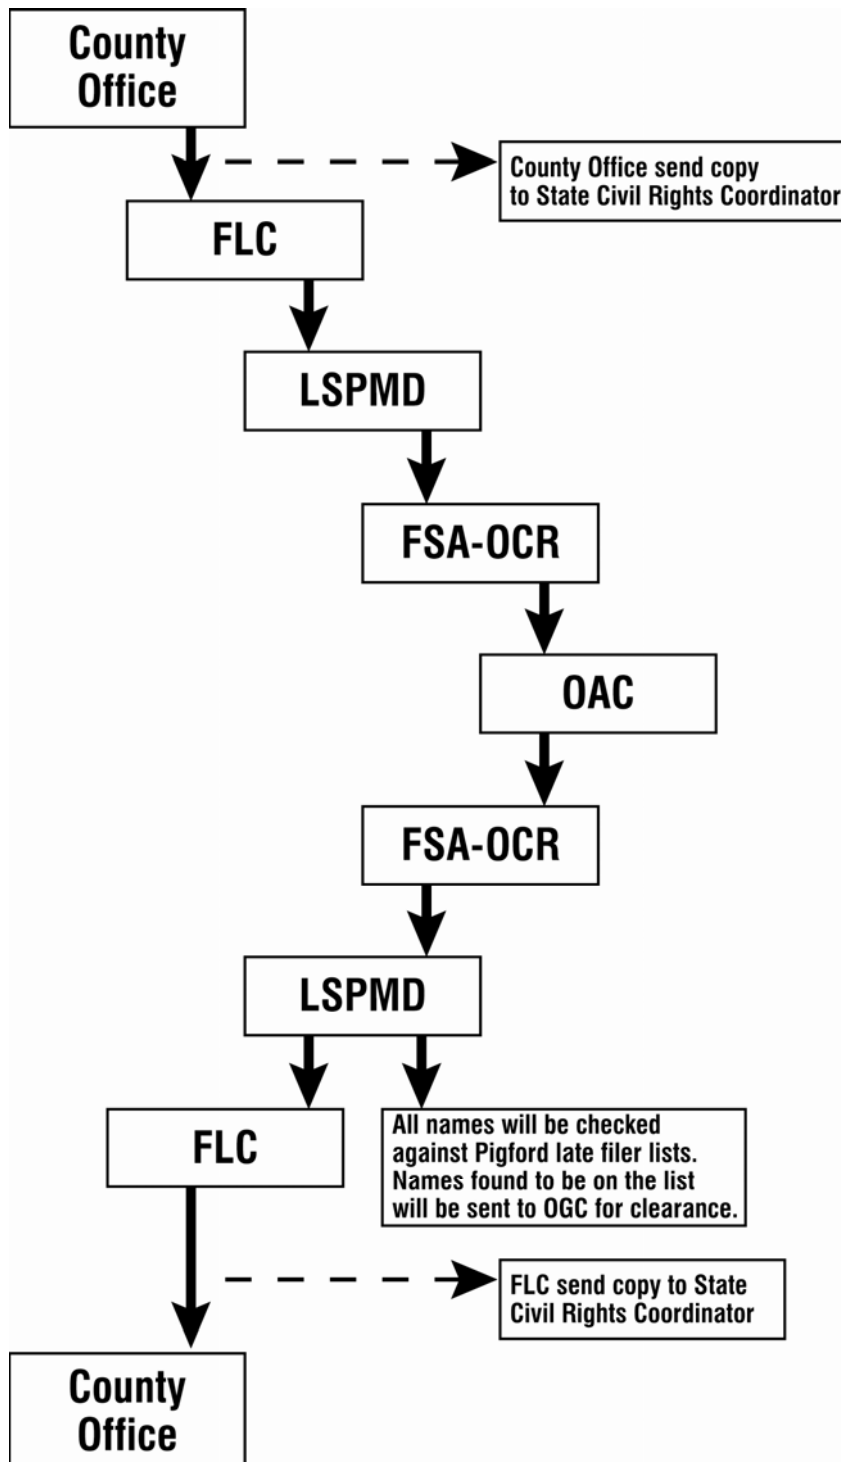 County
Office
County Office send copy
to State Civil Rights Coordinator
FLC
LSPMD
FSA-OCR
OAC
FSA-OCR
LSPMD
FLC
All names will be checked
against Pigford late filer lists.
Names found to be on the list
will be sent to OGC for clearance.
FLC send copy to State
Civil Rights Coordinator
County
Office